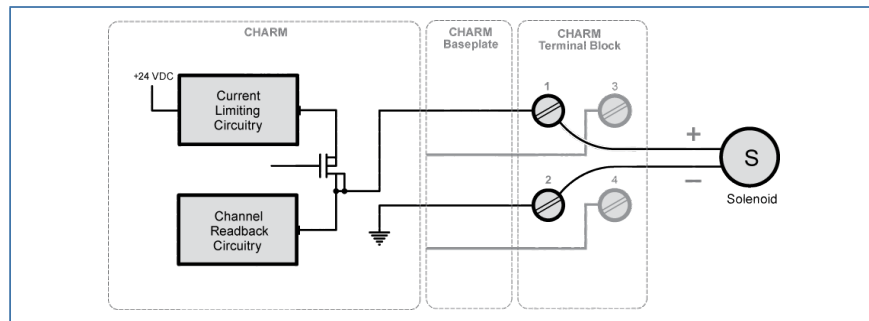 CHARM
CHARM
Baseplate
CHARM
Terminal Block
+24 VDC
Current
Limiting
Circuitry
1
3
+
S
Solenoid
–
2
4
Channel
Readback
Circuitry